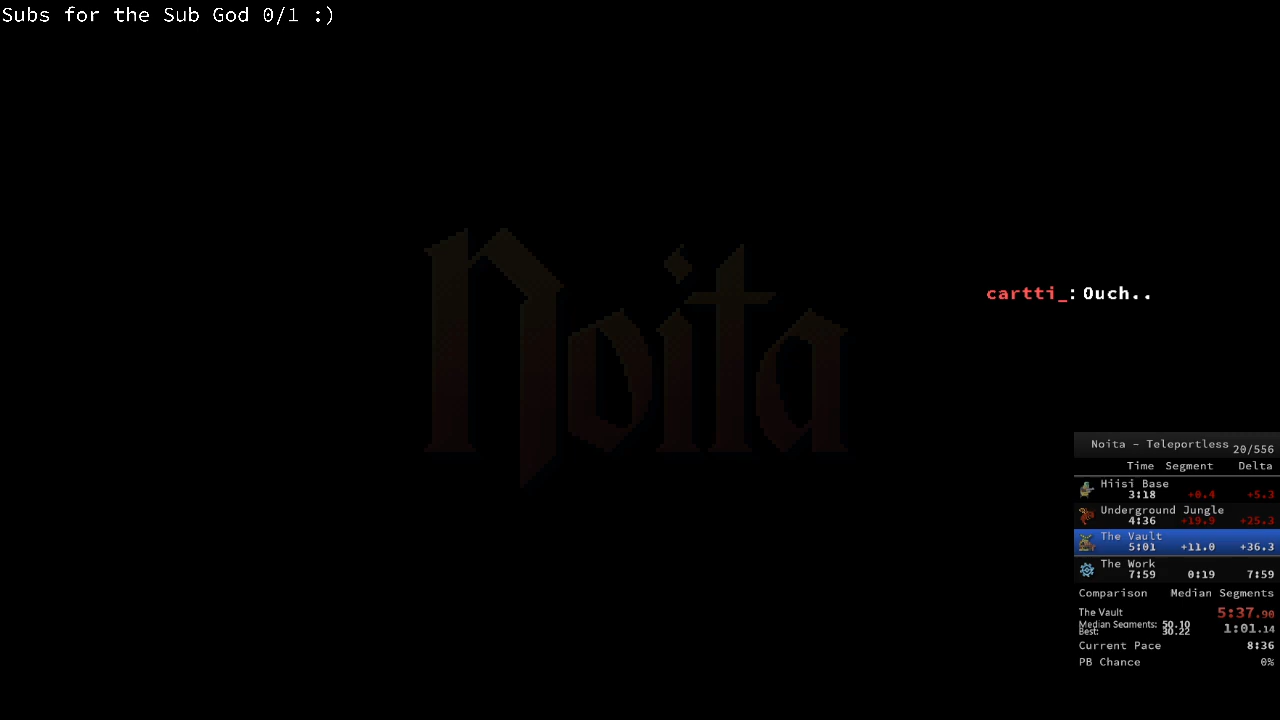 Subs for the Sub God 0/1 :)
Noita
cartti_: Ouch..
Noita - Teleportless 20/556
Time Segment Delta
Hiisi Base
3:18 +0.4 +5.3
Underground Jungle
4:36 +19.9 +25.3
The Vault
5:01 +11.0 +36.3
The Work
7:59 0:19 7:59
Comparison Median Segments
The Vault 5:37.90
Median Segments: 50.10
Best: 30.22 1:01.14
Current Pace 8:36
PB Chance 0%